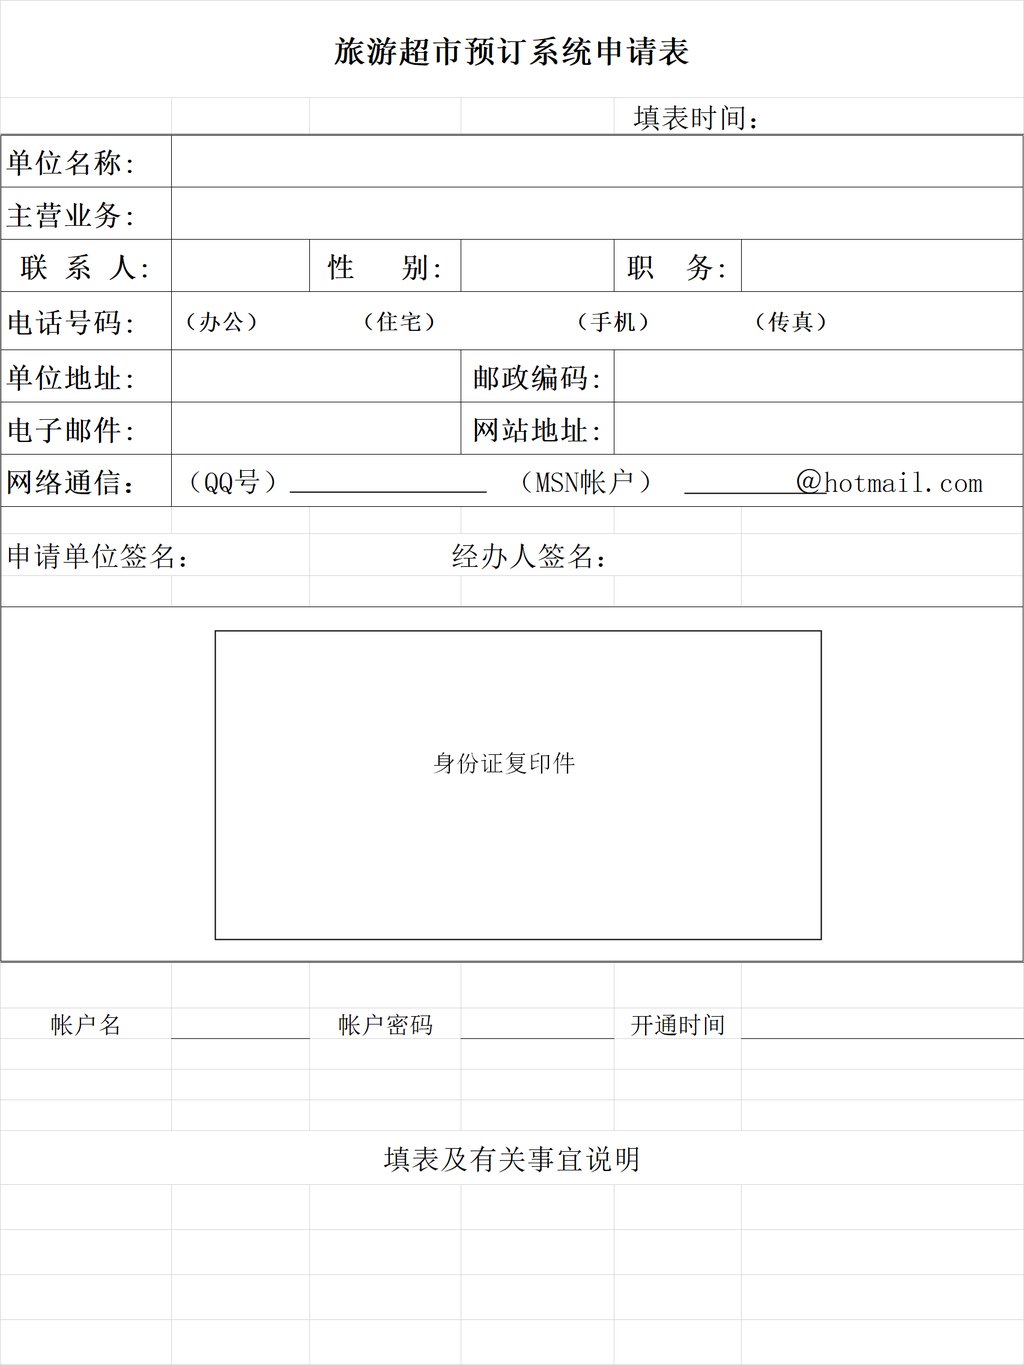 旅游超市预订系统申请表
填表时间：
单位名称:
主营业务:
联 系 人: 性 别: 职 务:
电话号码: （办公） （住宅） （手机） （传真）
单位地址: 邮政编码:
电子邮件: 网站地址:
网络通信： （QQ号）______________ （MSN帐户） __________@hotmail.com
申请单位签名： 经办人签名：
身份证复印件
帐户名 帐户密码 开通时间
填表及有关事宜说明